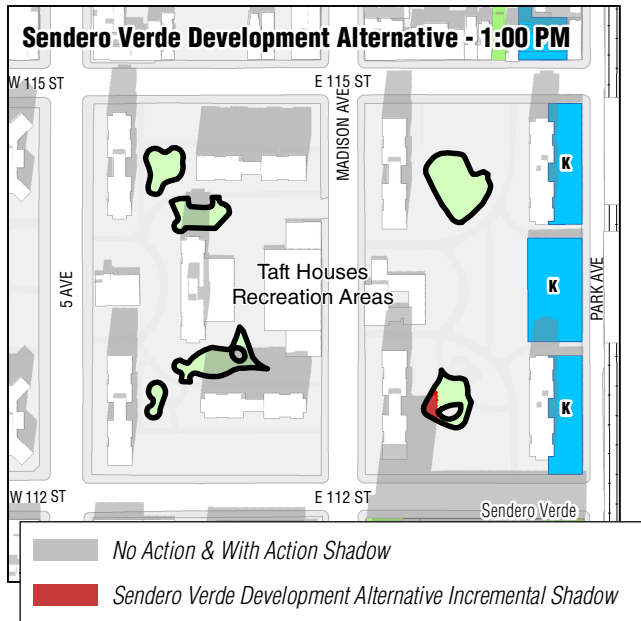 Sendero Verde Development Alternative - 1:00 PM
W 115 ST
E 115 ST
MADISON AVE
K
5 AVE
Taft Houses
Recreation Areas
K
PARK AVE
K
W 112 ST
E 112 ST
Sendero Verde
No Action & With Action Shadow
Sendero Verde Development Alternative Incremental Shadow